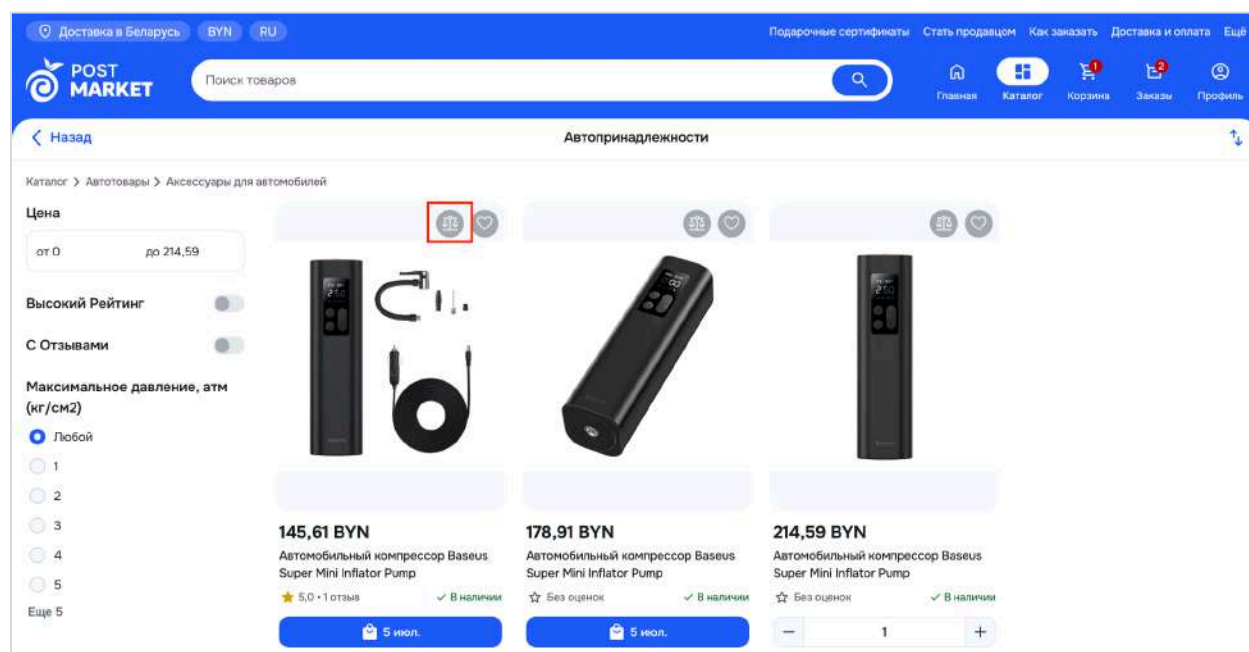 Доставка в Беларусь BYN RU
Подарочные сертификаты Стать продавцом Как заказать Доставка и оплата Ещё
POST
MARKET
Поиск товаров
1
2
Главная Каталог Корзина Заказы Профиль
Назад
Автопринадлежности
Каталог > Автотовары > Аксессуары для автомобилей
Цена
от 0 до 214,59
Высокий Рейтинг
С Отзывами
Максимальное давление, атм
(кг/см2)
Любой
1
2
3
4
5
Еще 5
145,61 BYN
Автомобильный компрессор Baseus
Super Mini Inflator Pump
5,0 • 1 отзыв В наличии
5 июл.
178,91 BYN
Автомобильный компрессор Baseus
Super Mini Inflator Pump
Без оценок В наличии
5 июл.
214,59 BYN
Автомобильный компрессор Baseus
Super Mini Inflator Pump
Без оценок В наличии
− 1 +